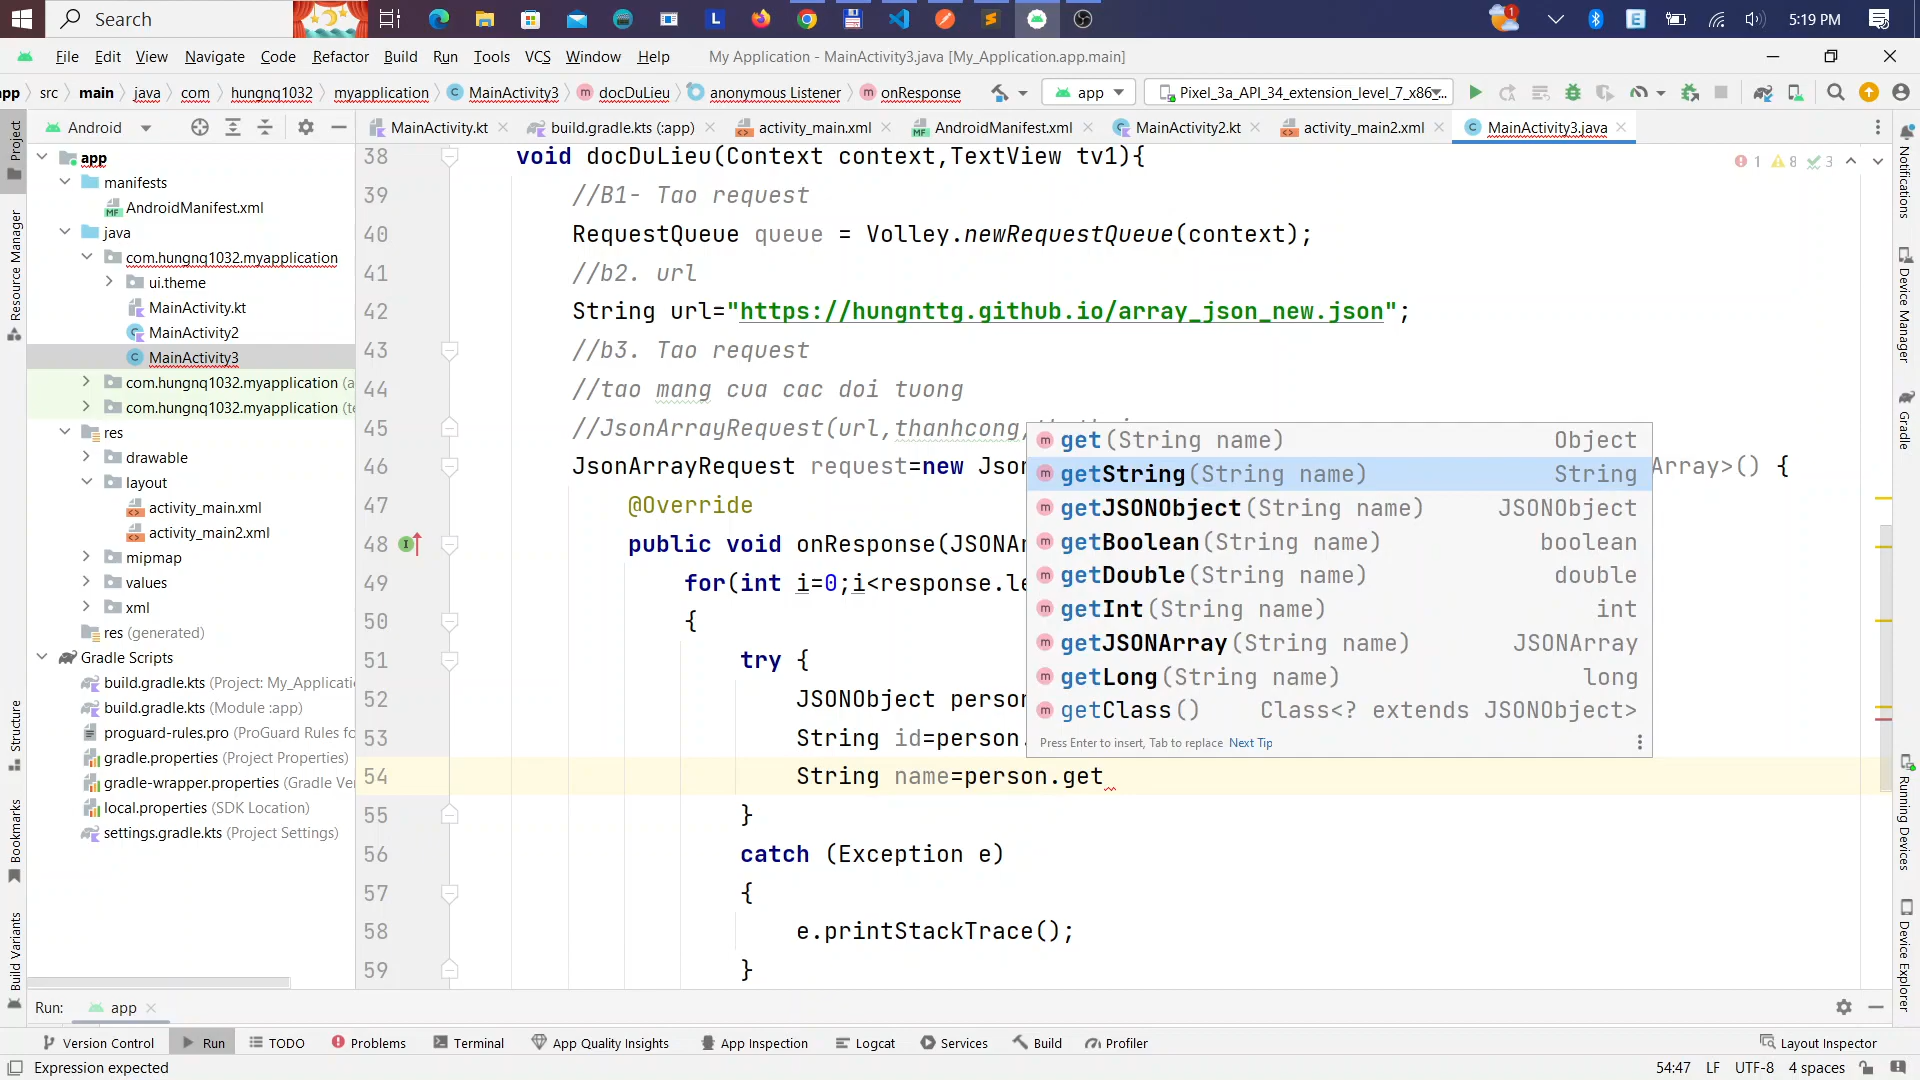 Search
5:19 PM
File Edit View Navigate Code Refactor Build Run Tools VCS Window Help My Application - MainActivity3.java [My_Application.app.main]
app src main java com hungnq1032 myapplication MainActivity3 docDuLieu anonymous Listener onResponse app Pixel_3a_API_34_extension_level_7_x86...
Android
MainActivity.kt build.gradle.kts (:app) activity_main.xml AndroidManifest.xml MainActivity2.kt activity_main2.xml MainActivity3.java
Project
Resource Manager
Structure
Bookmarks
Build Variants
app
manifests
AndroidManifest.xml
java
com.hungnq1032.myapplication
ui.theme
MainActivity.kt
MainActivity2
MainActivity3
com.hungnq1032.myapplication (a
com.hungnq1032.myapplication (te
res
drawable
layout
activity_main.xml
activity_main2.xml
mipmap
values
xml
res (generated)
Gradle Scripts
build.gradle.kts (Project: My_Applicati
build.gradle.kts (Module :app)
proguard-rules.pro (ProGuard Rules fo
gradle.properties (Project Properties)
gradle-wrapper.properties (Gradle Ver
local.properties (SDK Location)
settings.gradle.kts (Project Settings)
1 8 3
38 void docDuLieu(Context context,TextView tv1){
39 //B1- Tao request
40 RequestQueue queue = Volley.newRequestQueue(context);
41 //b2. url
42 String url="https://hungnttg.github.io/array_json_new.json";
43 //b3. Tao request
44 //tao mang cua cac doi tuong
45 //JsonArrayRequest(url,thanhcong,
46 JsonArrayRequest request=new Json Array>() {
47 @Override
48 public void onResponse(JSONAr
49 for(int i=0;i<response.le
50 {
51 try {
52 JSONObject person
53 String id=person.
54 String name=person.get
55 }
56 catch (Exception e)
57 {
58 e.printStackTrace();
59 }
get(String name) Object
getString(String name) String
getJSONObject(String name) JSONObject
getBoolean(String name) boolean
getDouble(String name) double
getInt(String name) int
getJSONArray(String name) JSONArray
getLong(String name) long
getClass() Class<? extends JSONObject>
Press Enter to insert, Tab to replace Next Tip
Notifications
Device Manager
Gradle
Running Devices
Device Explorer
Run: app
Version Control Run TODO Problems Terminal App Quality Insights App Inspection Logcat Services Build Profiler Layout Inspector
Expression expected 54:47 LF UTF-8 4 spaces